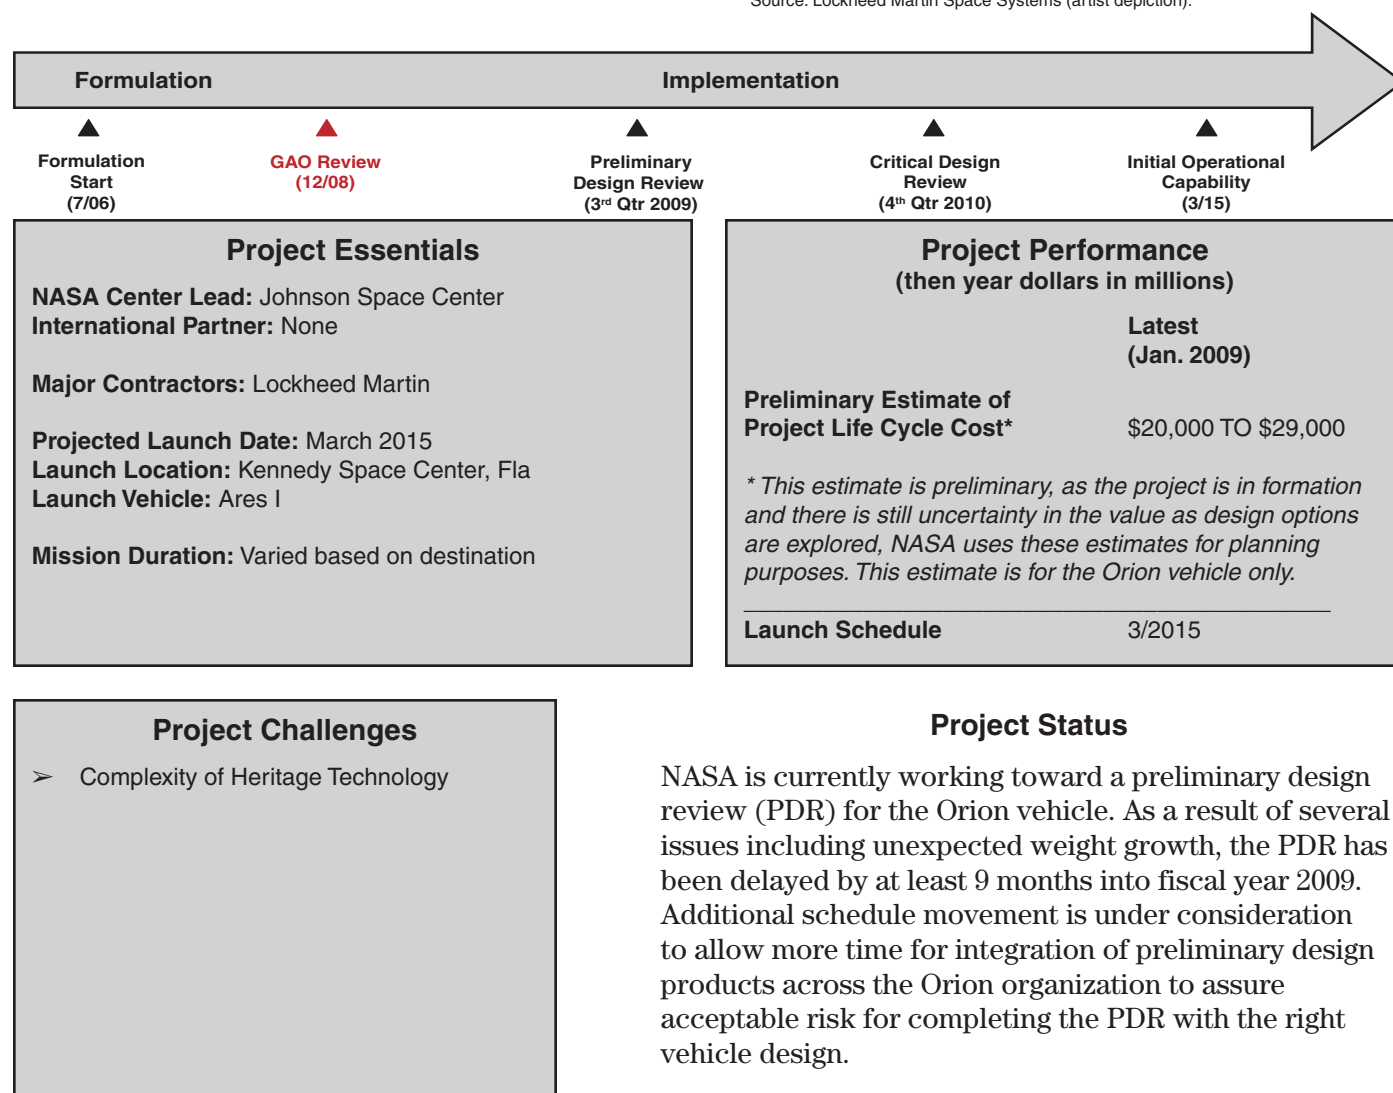 Source: Lockheed Martin Space Systems (artist depiction).
Formulation
Implementation
Formulation
Start
(7/06)
GAO Review
(12/08)
Preliminary
Design Review
(3rd Qtr 2009)
Critical Design
Review
(4th Qtr 2010)
Initial Operational
Capability
(3/15)
Project Essentials
NASA Center Lead: Johnson Space Center
International Partner: None
Major Contractors: Lockheed Martin
Projected Launch Date: March 2015
Launch Location: Kennedy Space Center, Fla
Launch Vehicle: Ares I
Mission Duration: Varied based on destination
Project Performance
(then year dollars in millions)
Latest
(Jan. 2009)
Preliminary Estimate of
Project Life Cycle Cost* $20,000 TO $29,000
* This estimate is preliminary, as the project is in formation
and there is still uncertainty in the value as design options
are explored, NASA uses these estimates for planning
purposes. This estimate is for the Orion vehicle only.
Launch Schedule 3/2015
Project Challenges
➢ Complexity of Heritage Technology
Project Status
NASA is currently working toward a preliminary design
review (PDR) for the Orion vehicle. As a result of several
issues including unexpected weight growth, the PDR has
been delayed by at least 9 months into fiscal year 2009.
Additional schedule movement is under consideration
to allow more time for integration of preliminary design
products across the Orion organization to assure
acceptable risk for completing the PDR with the right
vehicle design.